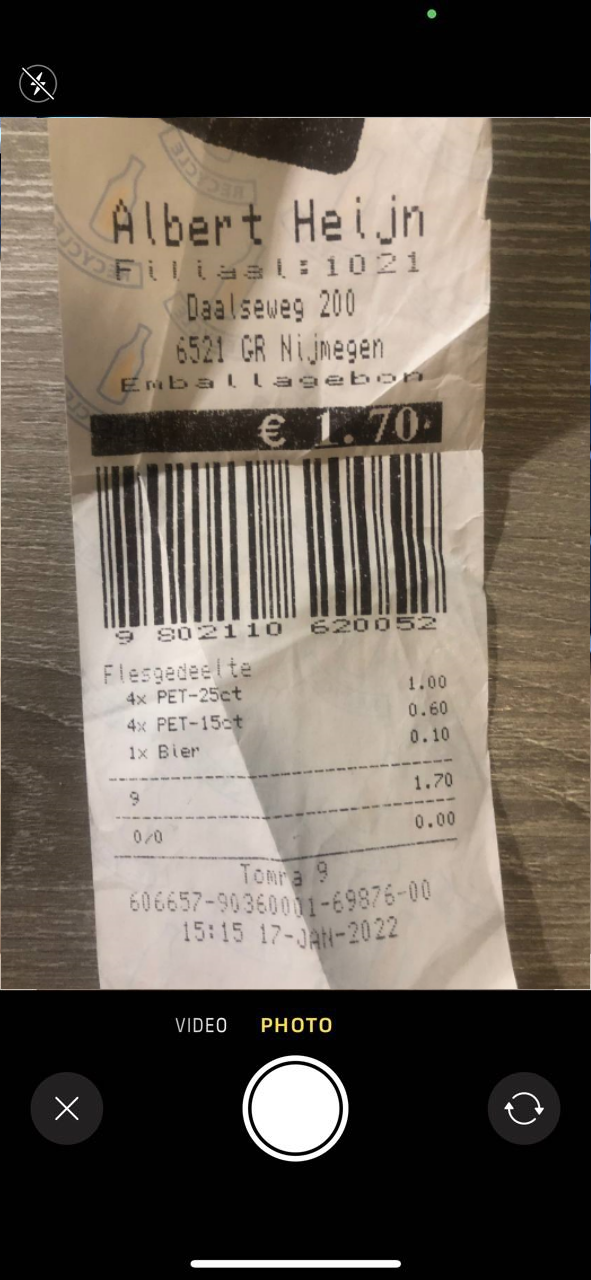 RECYCLE
RECYCLE
Albert Heijn
Filiaal:1021
Daalseweg 200
6521 GR Nijmegen
Emballagebon
€ 1.70
9 802110 620052
Flesgedeelte
4x PET-25ct 1.00
4x PET-15ct 0.60
1x Bier 0.10
9 1.70
0/0 0.00
Tomra 9
606657-90360001-69876-00
15:15 17-JAN-2022
VIDEO PHOTO